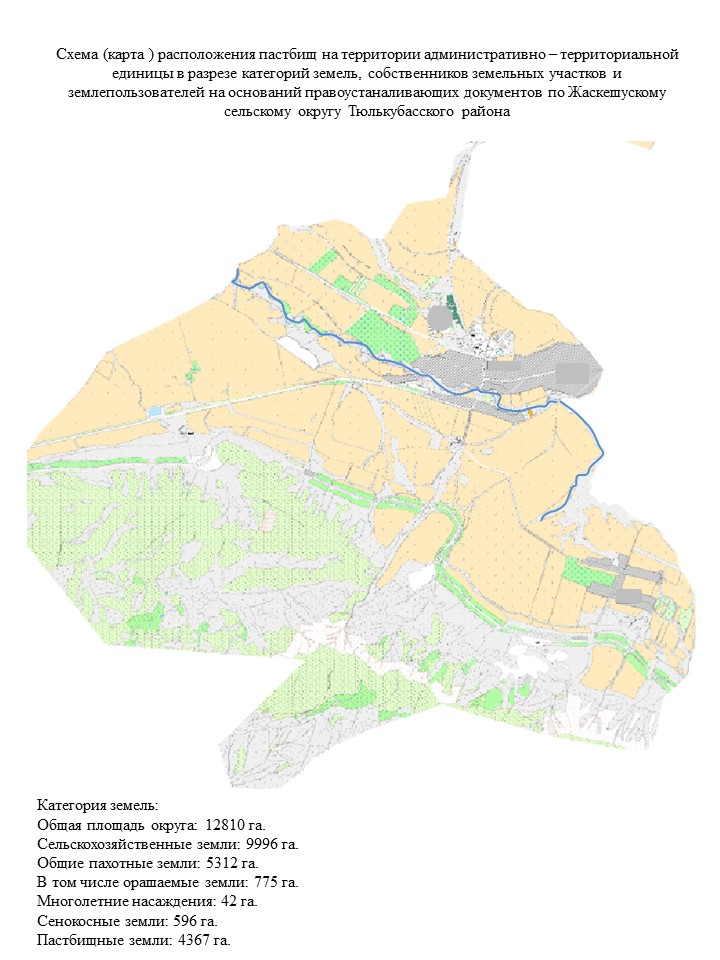 Схема (карта ) расположения пастбищ на территории административно – территориальной
единицы в разрезе категорий земель, собственников земельных участков и
землепользователей на оснований правоустаналивающих документов по Жаскешускому
сельскому округу Тюлькубасского района
Категория земель:
Общая площадь округа: 12810 га.
Сельскохозяйственные земли: 9996 га.
Общие пахотные земли: 5312 га.
В том числе орашаемые земли: 775 га.
Многолетние насаждения: 42 га.
Сенокосные земли: 596 га.
Пастбищные земли: 4367 га.